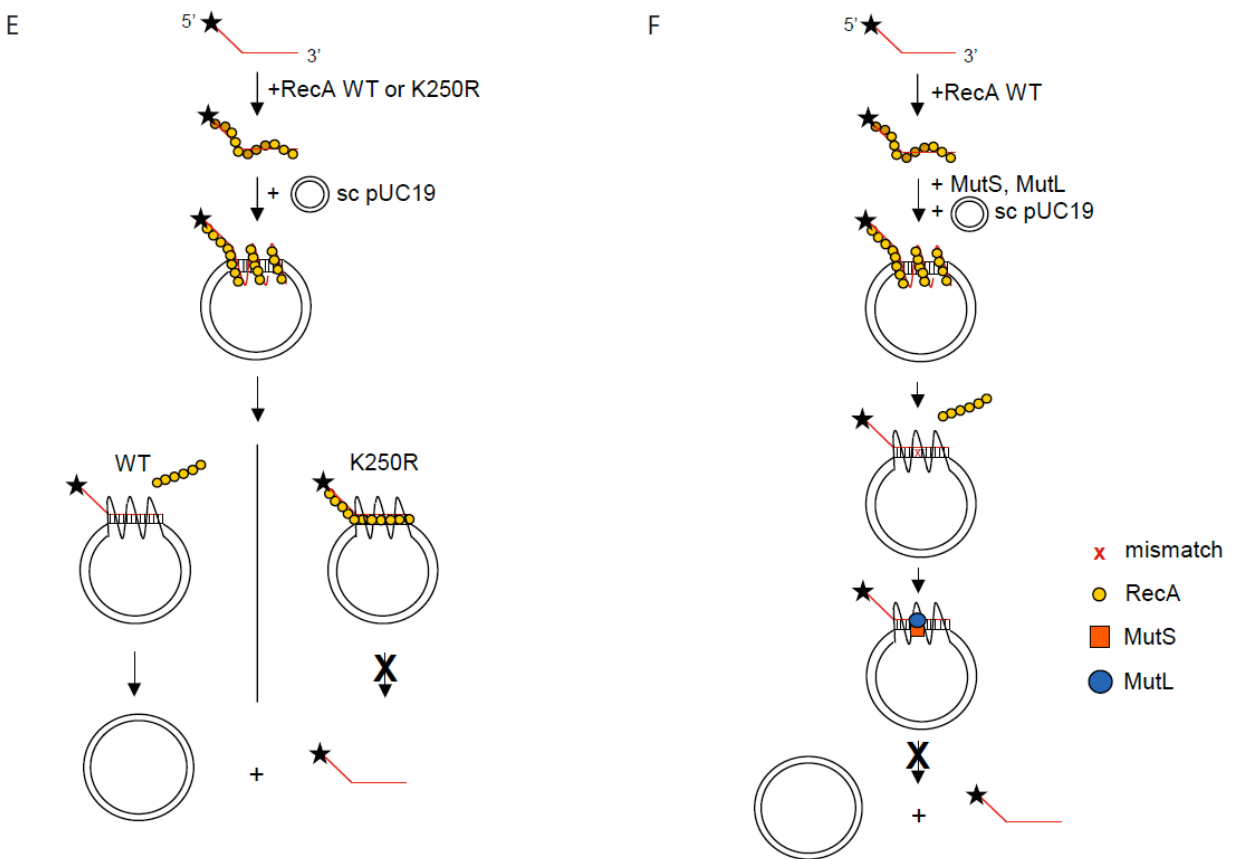 E
5’
3’
+RecA WT or K250R
+ sc pUC19
WT
K250R
X
+
F
5’
3’
+RecA WT
+ MutS, MutL
+ sc pUC19
x
X
+
x mismatch
RecA
MutS
MutL